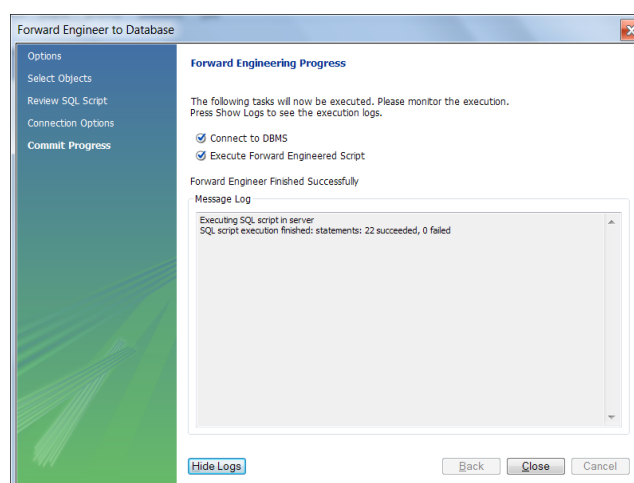 Forward Engineer to Database
Options
Select Objects
Review SQL Script
Connection Options
Commit Progress
Forward Engineering Progress
The following tasks will now be executed. Please monitor the execution.
Press Show Logs to see the execution logs.
Connect to DBMS
Execute Forward Engineered Script
Forward Engineer Finished Successfully
Message Log
Executing SQL script in server
SQL script execution finished: statements: 22 succeeded, 0 failed
Hide Logs
Back
Close
Cancel